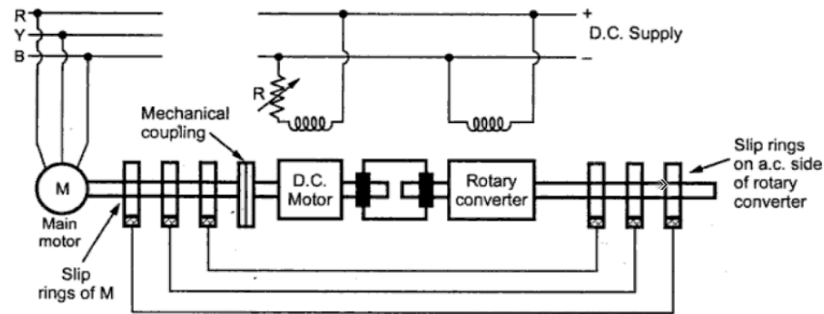 R
Y
B
+
D.C. Supply
−
R
Mechanical
coupling
M
Main
motor
D.C.
Motor
Rotary
converter
Slip rings
on a.c. side
of rotary
converter
Slip
rings of M